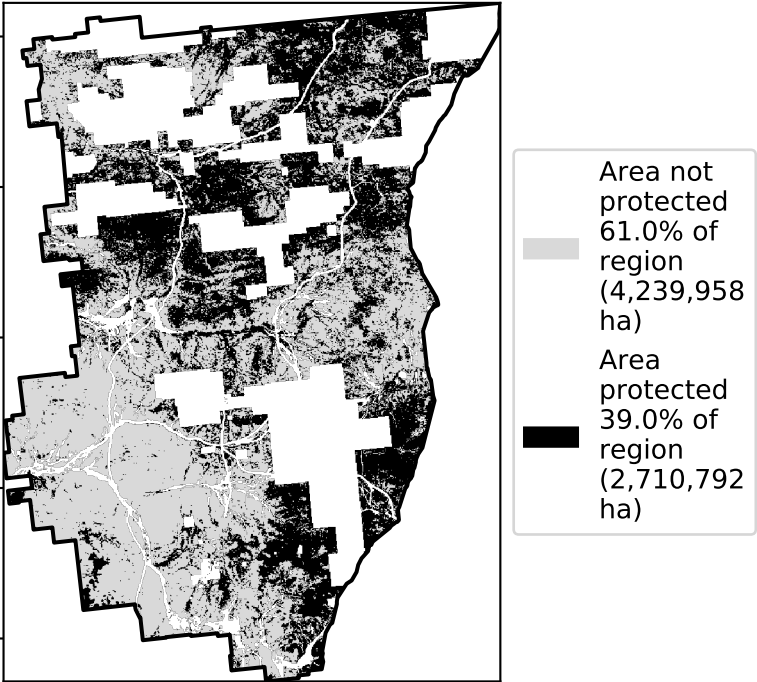 Area not
protected
61.0% of
region
(4,239,958
ha)
Area
protected
39.0% of
region
(2,710,792
ha)